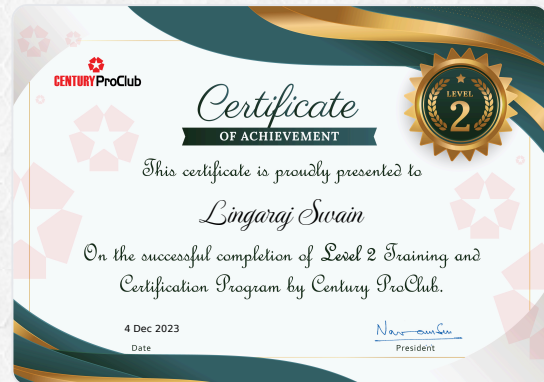 CENTURY ProClub
Certificate
OF ACHIEVEMENT
LEVEL
2
This certificate is proudly presented to
Lingaraj Swain
On the successful completion of Level 2 Training and
Certification Program by Century ProClub.
4 Dec 2023
Date
President